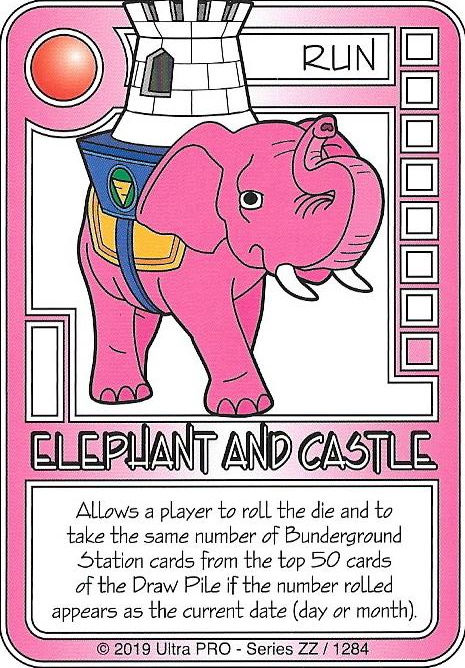 RUN
ELEPHANT AND CASTLE
Allows a player to roll the die and to
take the same number of Bunderground
Station cards from the top 50 cards
of the Draw Pile if the number rolled
appears as the current date (day or month).
© 2019 Ultra PRO - Series ZZ / 1284